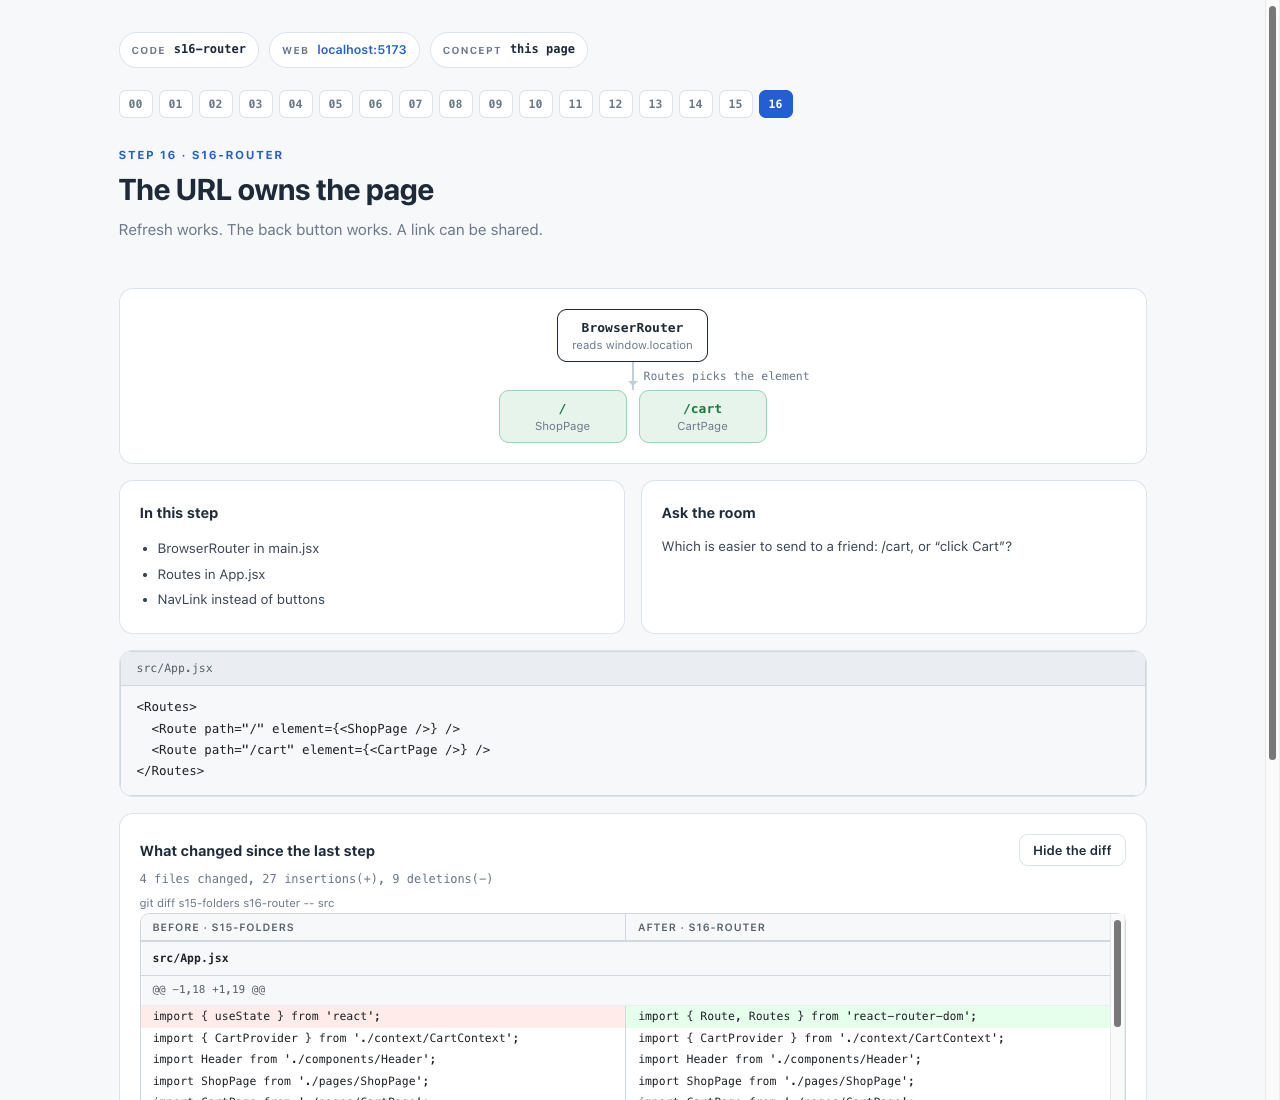 CODE s16-router WEB localhost:5173 CONCEPT this page
00 01 02 03 04 05 06 07 08 09 10 11 12 13 14 15 16
STEP 16 · S16-ROUTER
The URL owns the page
Refresh works. The back button works. A link can be shared.
BrowserRouter
reads window.location
Routes picks the element
/ /cart
ShopPage CartPage
In this step
• BrowserRouter in main.jsx
• Routes in App.jsx
• NavLink instead of buttons
Ask the room
Which is easier to send to a friend: /cart, or “click Cart”?
src/App.jsx
<Routes>
  <Route path="/" element={<ShopPage />} />
  <Route path="/cart" element={<CartPage />} />
</Routes>
What changed since the last step
Hide the diff
4 files changed, 27 insertions(+), 9 deletions(−)
git diff s15-folders s16-router -- src
BEFORE · S15-FOLDERS AFTER · S16-ROUTER
src/App.jsx
@@ −1,18 +1,19 @@
import { useState } from 'react'; import { Route, Routes } from 'react-router-dom';
import { CartProvider } from './context/CartContext'; import { CartProvider } from './context/CartContext';
import Header from './components/Header'; import Header from './components/Header';
import ShopPage from './pages/ShopPage'; import ShopPage from './pages/ShopPage';